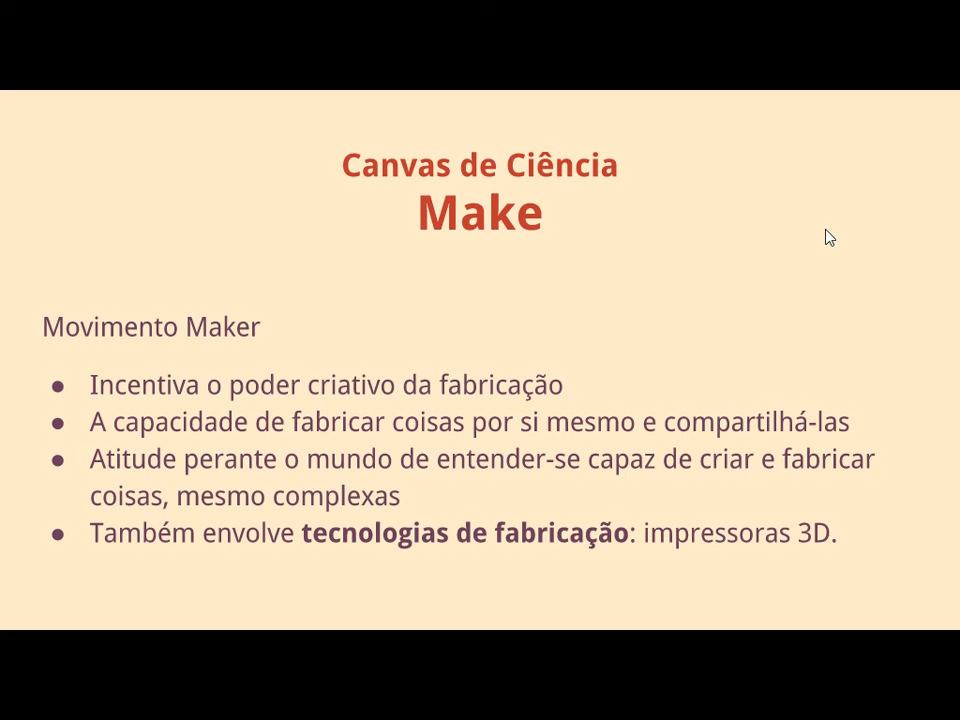 Canvas de Ciência
Make
Movimento Maker
● Incentiva o poder criativo da fabricação
● A capacidade de fabricar coisas por si mesmo e compartilhá-las
● Atitude perante o mundo de entender-se capaz de criar e fabricar
coisas, mesmo complexas
● Também envolve tecnologias de fabricação: impressoras 3D.